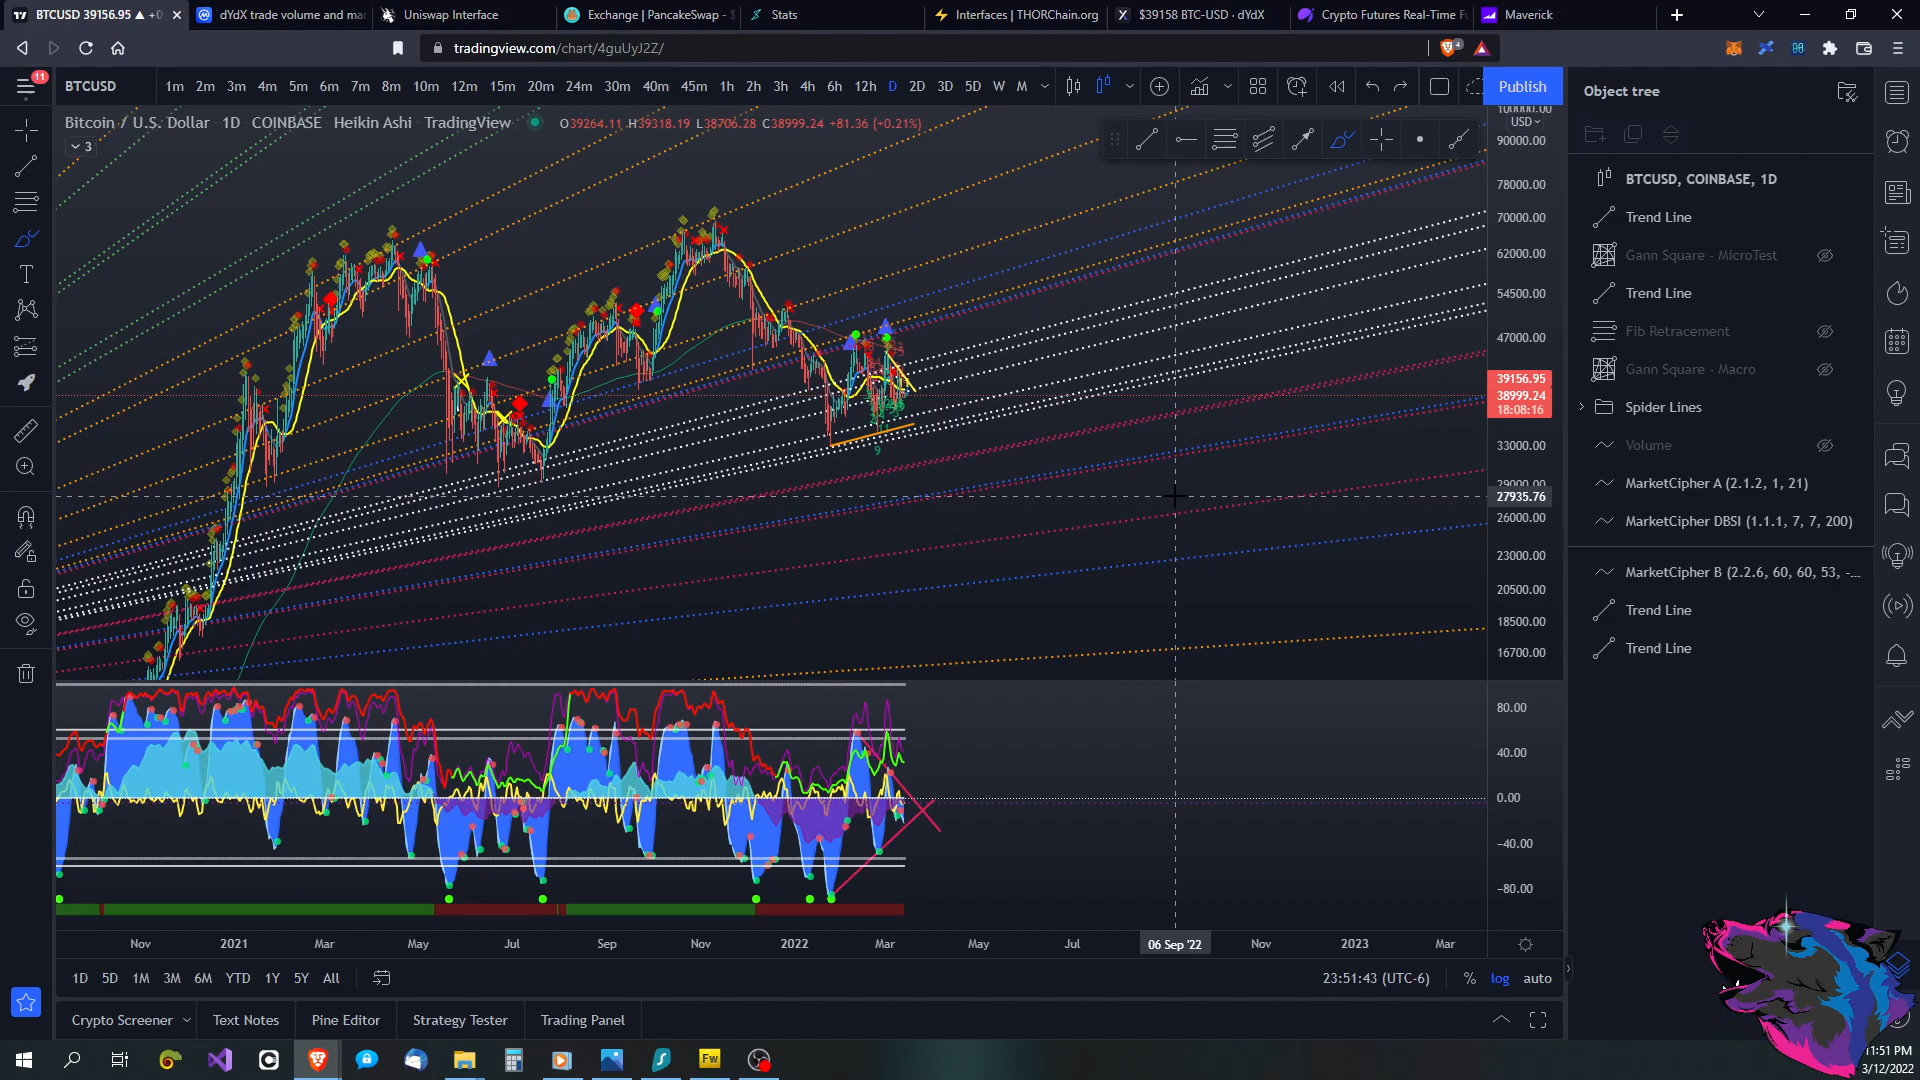 BTCUSD 39156.95 ▲ +0
dYdX trade volume and mar
Uniswap Interface
Exchange | PancakeSwap - $
Stats
Interfaces | THORChain.org
$39158 BTC-USD · dYdX
Crypto Futures Real-Time F
Maverick
tradingview.com/chart/4guUyJ2Z/
4
11
BTCUSD
1m 2m 3m 4m 5m 6m 7m 8m 10m 12m 15m 20m 24m 30m 40m 45m 1h 2h 3h 4h 6h 12h D 2D 3D 5D W M
Publish
Object tree
Bitcoin / U.S. Dollar 1D COINBASE Heikin Ashi TradingView
O39264.11 H39318.19 L38706.28 C38999.24 +81.36 (+0.21%)
3
100000.00
USD
90000.00
78000.00
70000.00
62000.00
54500.00
47000.00
39156.95
38999.24
18:08:16
33000.00
29000.00
27935.76
26000.00
23000.00
20500.00
18500.00
16700.00
9
80.00
40.00
0.00
-40.00
-80.00
BTCUSD, COINBASE, 1D
Trend Line
Gann Square - MicroTest
Trend Line
Fib Retracement
Gann Square - Macro
Spider Lines
Volume
MarketCipher A (2.1.2, 1, 21)
MarketCipher DBSI (1.1.1, 7, 7, 200)
MarketCipher B (2.2.6, 60, 60, 53, -...
Trend Line
Trend Line
Nov 2021 Mar May Jul Sep Nov 2022 Mar May Jul 06 Sep '22 Nov 2023 Mar
1D 5D 1M 3M 6M YTD 1Y 5Y All
23:51:43 (UTC-6) % log auto
Crypto Screener Text Notes Pine Editor Strategy Tester Trading Panel
Fw
11:51 PM
3/12/2022